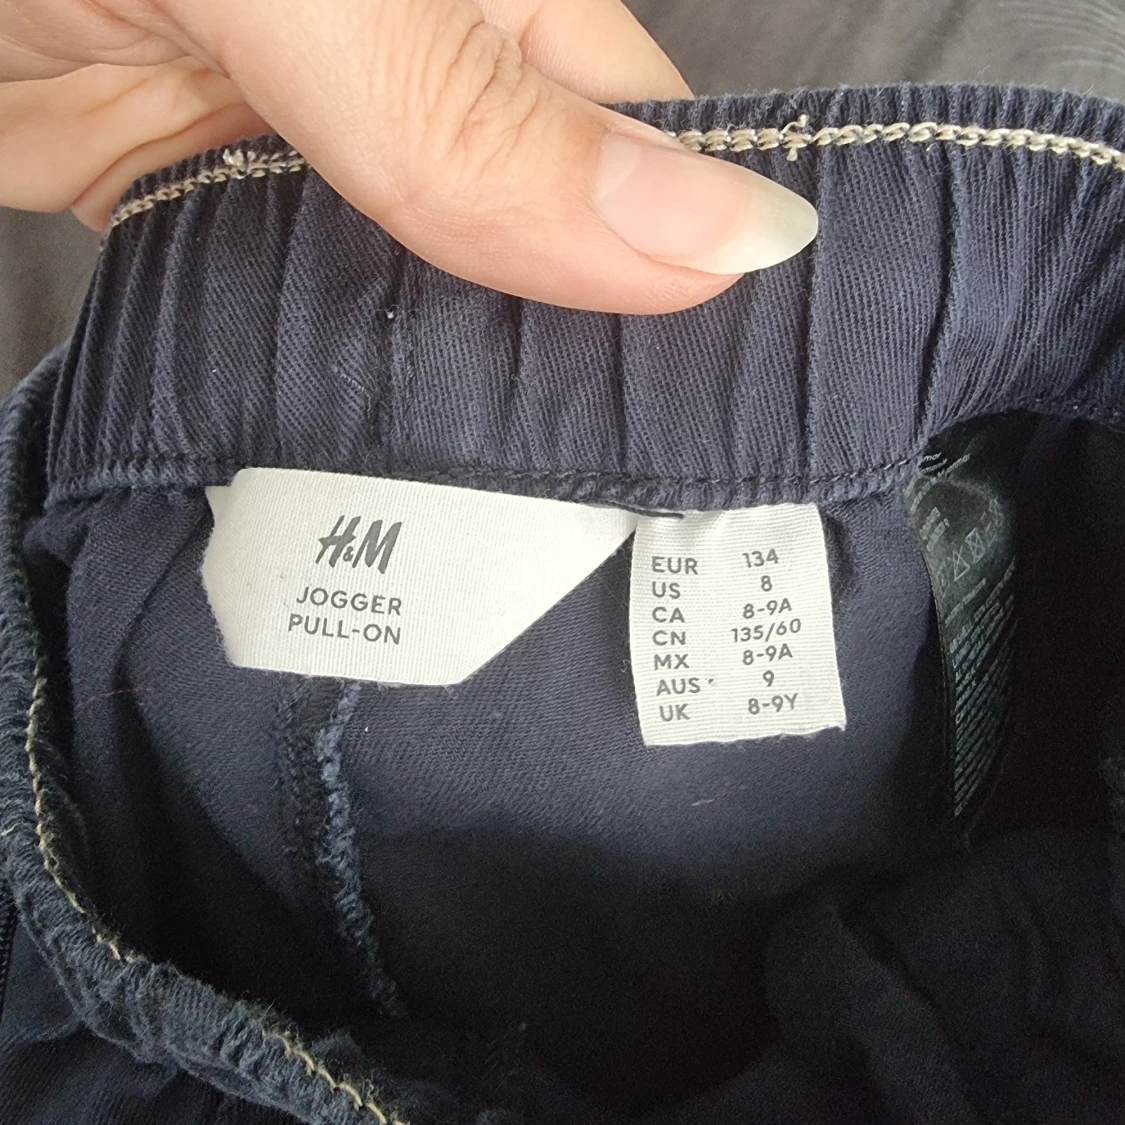 H&M
JOGGER
PULL-ON
EUR 134
US 8
CA 8-9A
CN 135/60
MX 8-9A
AUS 9
UK 8-9Y